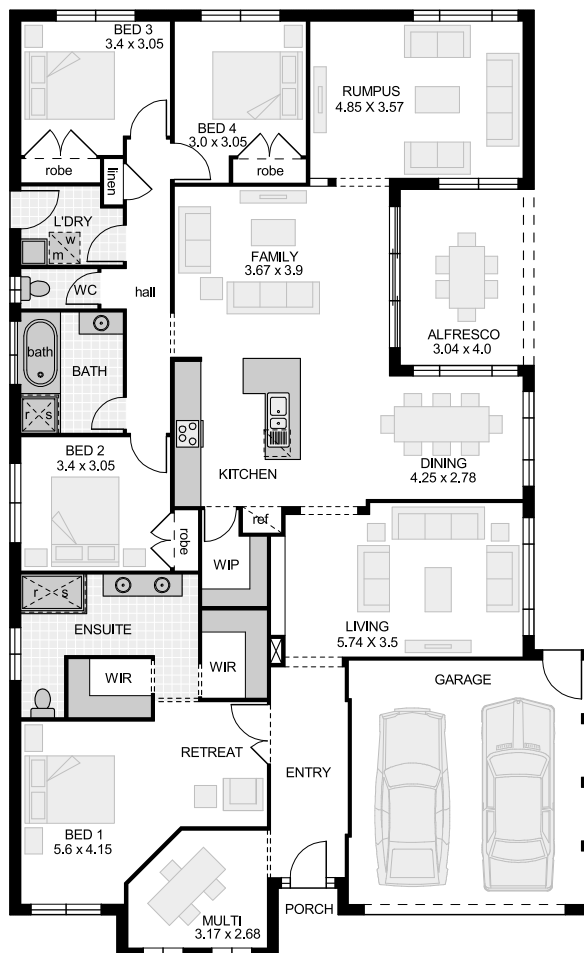 BED 3
3.4 x 3.05
RUMPUS
4.85 X 3.57
BED 4
3.0 x 3.05
robe
robe
linen
L'DRY
w
m
FAMILY
3.67 x 3.9
WC
hall
ALFRESCO
3.04 x 4.0
bath
BATH
r s
BED 2
3.4 x 3.05
KITCHEN
DINING
4.25 x 2.78
ref
robe
WIP
r s
ENSUITE
LIVING
5.74 X 3.5
WIR
WIR
GARAGE
RETREAT
ENTRY
BED 1
5.6 x 4.15
MULTI
3.17 x 2.68
PORCH